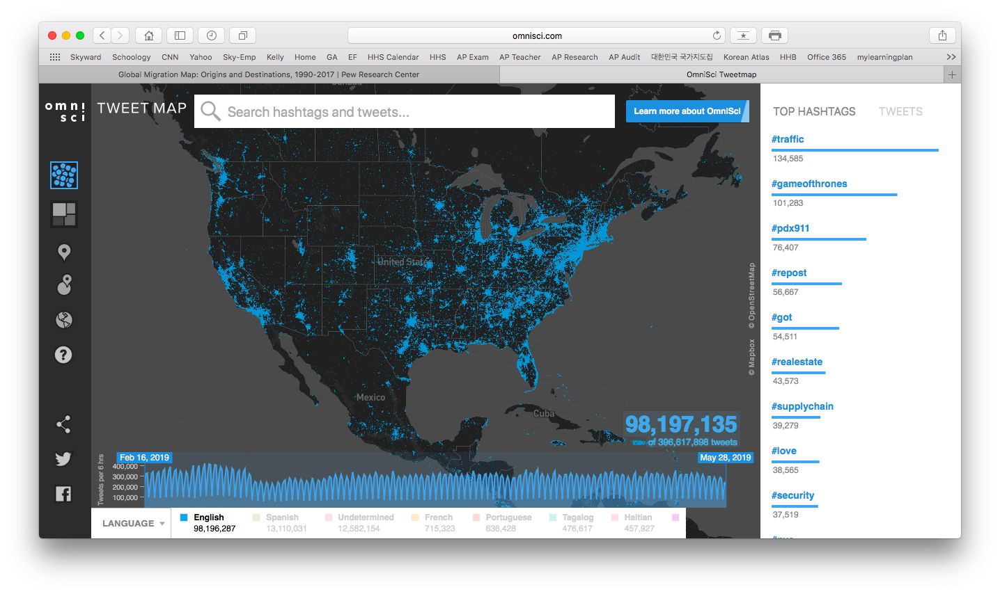 omnisci.com
Skyward Schoology CNN Yahoo Sky-Emp Kelly Home GA EF HHS Calendar HHS AP Exam AP Teacher AP Research AP Audit 대한민국 국가지도집 Korean Atlas HHB Office 365 mylearningplan
Global Migration Map: Origins and Destinations, 1990-2017 | Pew Research Center
OmniSci Tweetmap
omni
sci
TWEET MAP
Search hashtags and tweets...
Learn more about OmniSci
Canada
United States
Mexico
Cuba
© Mapbox © OpenStreetMap
98,197,135
of 396,617,898 tweets
Feb 16, 2019
May 28, 2019
Tweets per 6 hrs
400,000
300,000
200,000
100,000
LANGUAGE
English
98,196,287
Spanish
13,110,031
Undetermined
12,582,154
French
715,323
Portuguese
636,428
Tagalog
476,617
Haitian
457,927
TOP HASHTAGS
TWEETS
#traffic
134,585
#gameofthrones
101,283
#pdx911
76,407
#repost
56,667
#got
54,511
#realestate
43,573
#supplychain
39,279
#love
38,565
#security
37,519